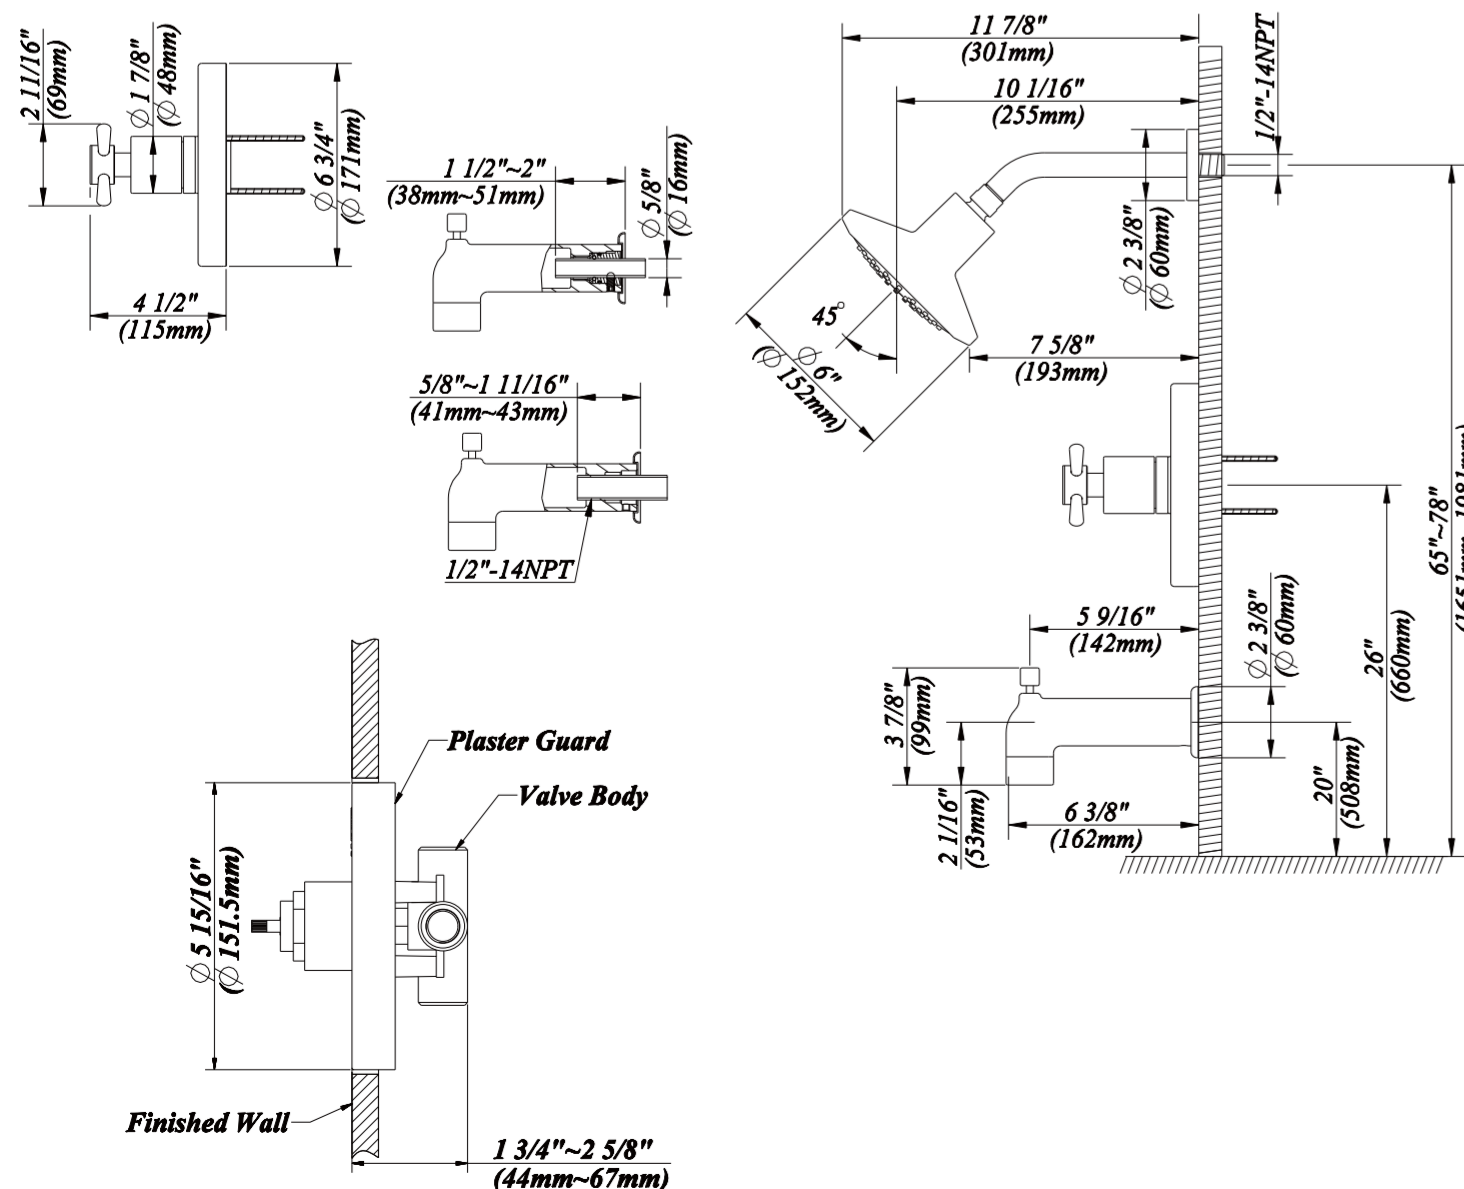 2 11/16"
(69mm)
∅ 1 7/8"
(∅ 48mm)
∅ 6 3/4"
(∅ 171mm)
4 1/2"
(115mm)
1 1/2"~2"
(38mm~51mm)
∅ 5/8"
(∅ 16mm)
5/8"~1 11/16"
(41mm~43mm)
1/2"-14NPT
11 7/8"
(301mm)
10 1/16"
(255mm)
1/2"-14NPT
∅ 2 3/8"
(∅ 60mm)
45°
∅ 6"
(∅ 152mm)
7 5/8"
(193mm)
65"~78"
26"
(660mm)
5 9/16"
(142mm)
∅ 2 3/8"
(∅ 60mm)
3 7/8"
(99mm)
2 1/16"
(53mm)
6 3/8"
(162mm)
20"
(508mm)
Plaster Guard
Valve Body
∅ 5 15/16"
(∅ 151.5mm)
Finished Wall
1 3/4"~2 5/8"
(44mm~67mm)